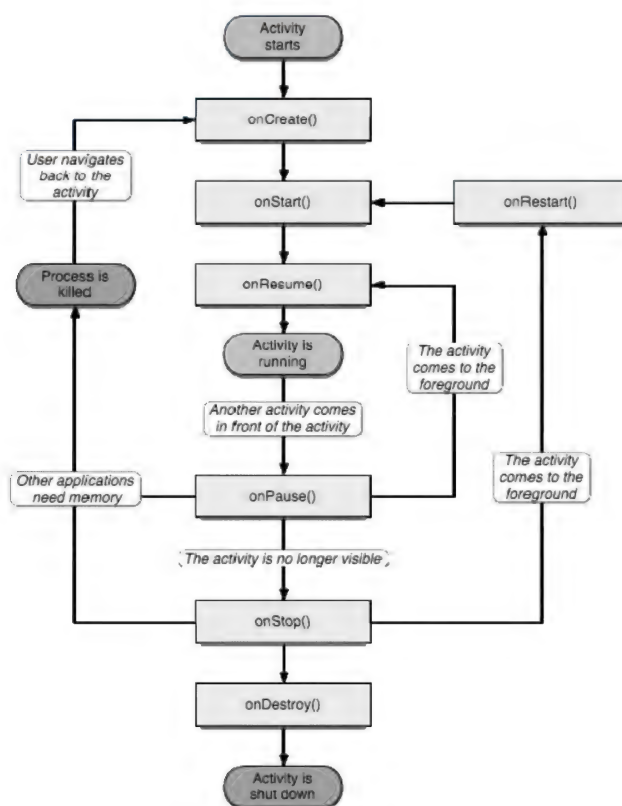 Activity
starts
onCreate()
User navigates
back to the
activity
onStart()
onRestart()
Process is
killed
onResume()
Activity is
running
The activity
comes to the
foreground
Another activity comes
in front of the activity
Other applications
need memory
onPause()
The activity
comes to the
foreground
The activity is no longer visible
onStop()
onDestroy()
Activity is
shut down